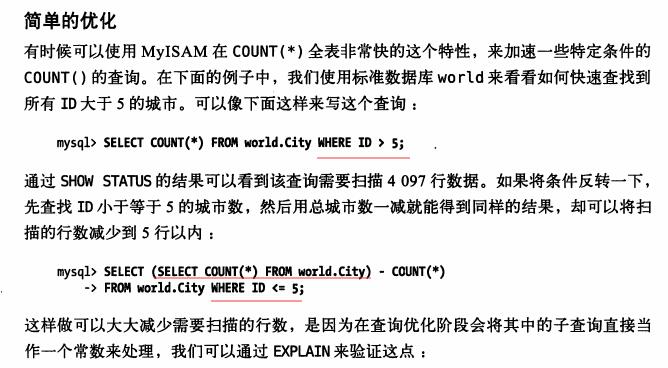 简单的优化
有时候可以使用 MyISAM 在 COUNT(*) 全表非常快的这个特性，来加速一些特定条件的
COUNT() 的查询。在下面的例子中，我们使用标准数据库 world 来看看如何快速查找到
所有 ID 大于 5 的城市。可以像下面这样来写这个查询：
mysql> SELECT COUNT(*) FROM world.City WHERE ID > 5;
通过 SHOW STATUS 的结果可以看到该查询需要扫描 4 097 行数据。如果将条件反转一下，
先查找 ID 小于等于 5 的城市数，然后用总城市数一减就能得到同样的结果，却可以将扫
描的行数减少到 5 行以内：
mysql> SELECT (SELECT COUNT(*) FROM world.City) - COUNT(*)
-> FROM world.City WHERE ID <= 5;
这样做可以大大减少需要扫描的行数，是因为在查询优化阶段会将其中的子查询直接当
作一个常数来处理，我们可以通过 EXPLAIN 来验证这点：